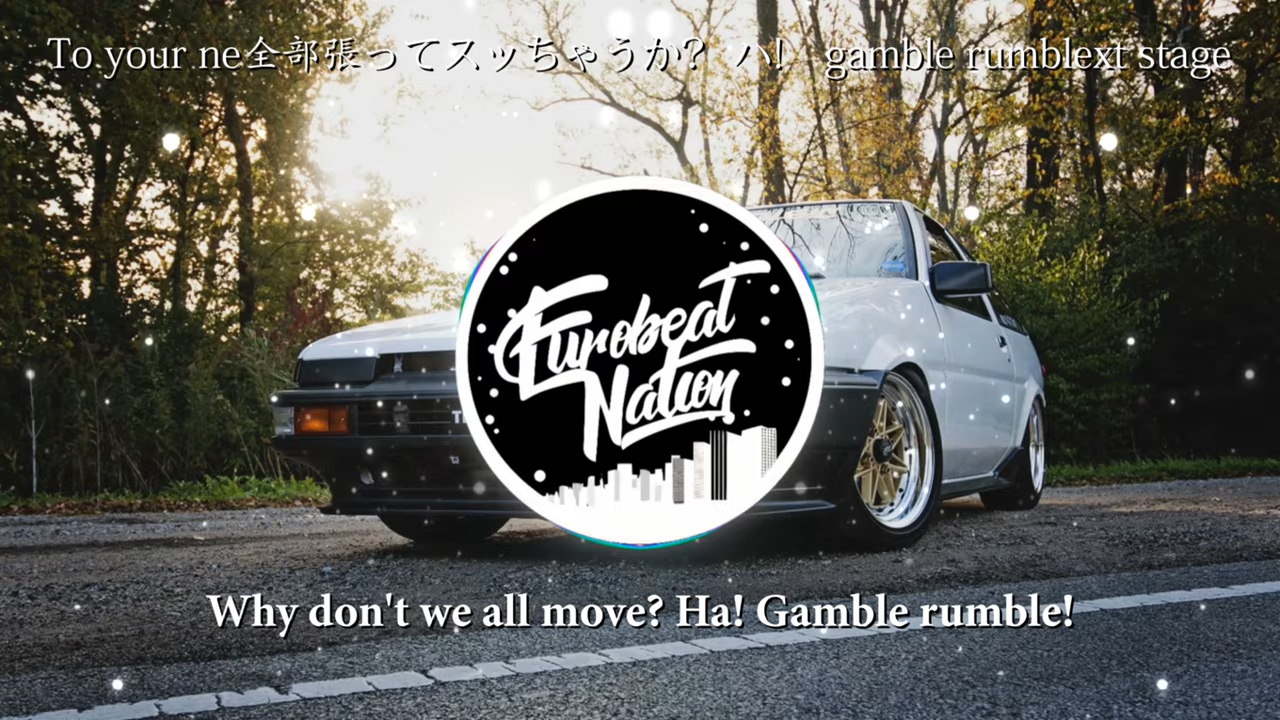 To your ne全部張ってスッちゃうか? ハ! gamble rumblext stage
Eurobeat
Nation
Why don't we all move? Ha! Gamble rumble!